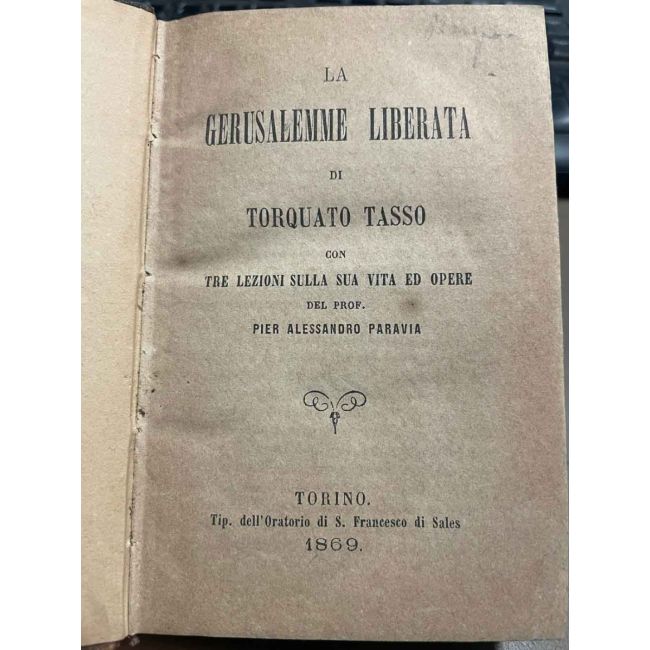 LA
GERUSALEMME LIBERATA
DI
TORQUATO TASSO
CON
TRE LEZIONI SULLA SUA VITA ED OPERE
DEL PROF.
PIER ALESSANDRO PARAVIA
TORINO.
Tip. dell'Oratorio di S. Francesco di Sales
1869.